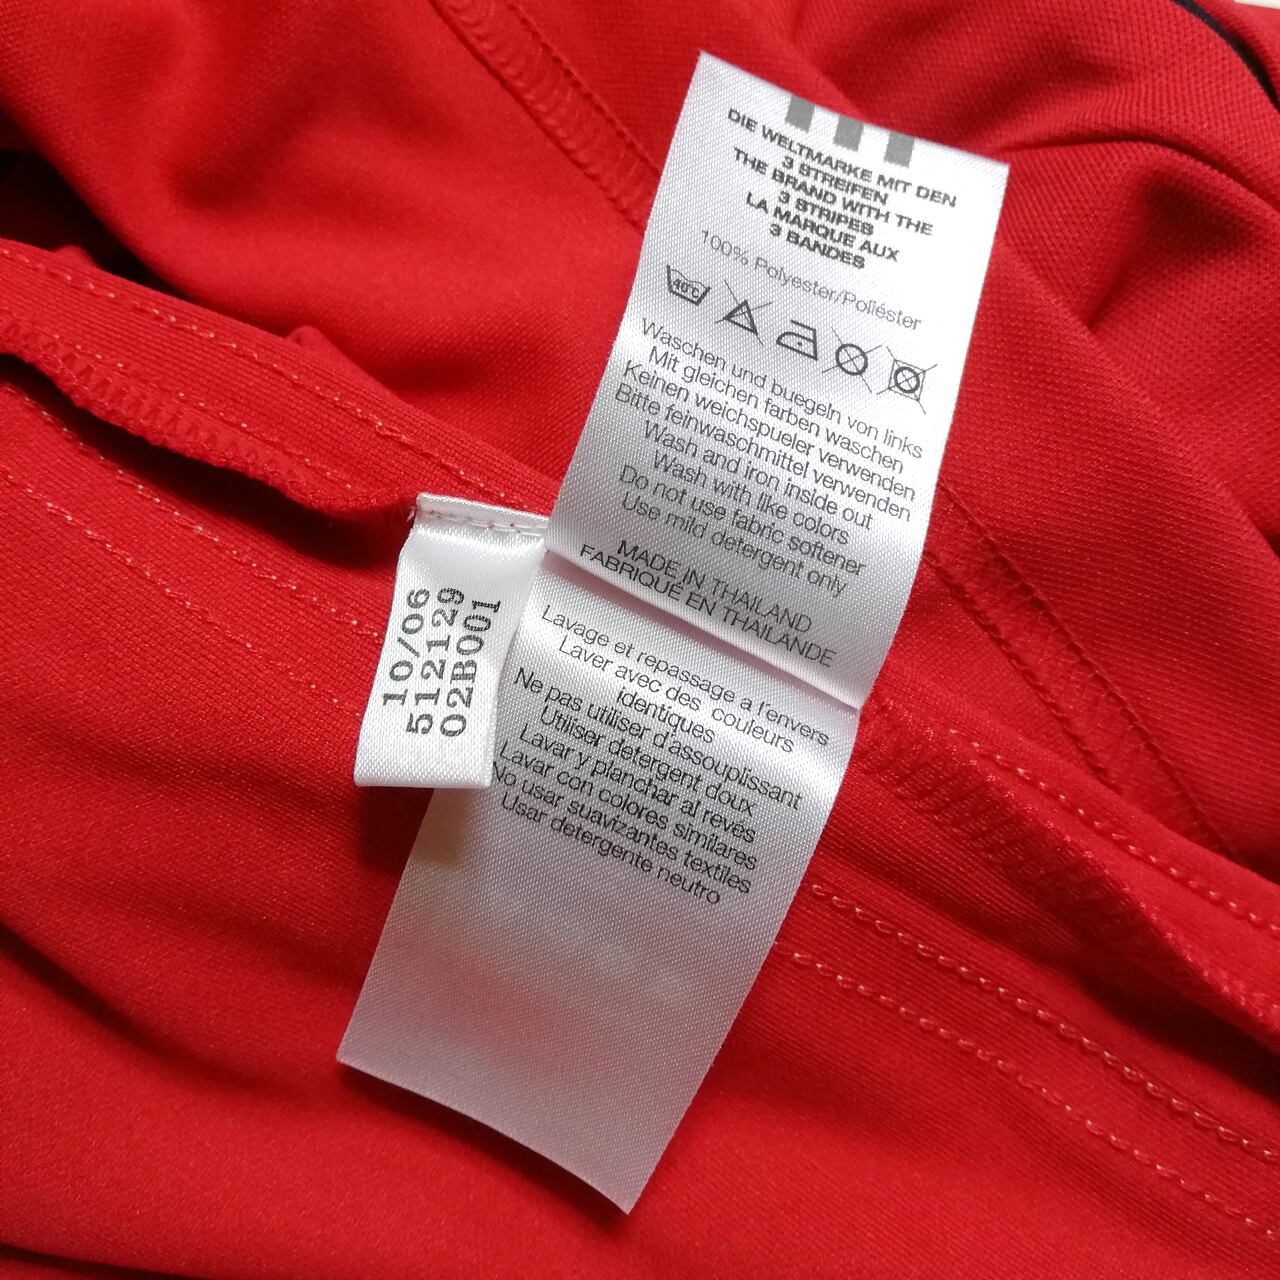 DIE WELTMARKE MIT DEN
3 STREIFEN
THE BRAND WITH THE
3 STRIPES
LA MARQUE AUX
3 BANDES
100% Polyester/Poliéster
40°C
Waschen und buegeln von links
Mit gleichen farben waschen
Keinen weichspueler verwenden
Bitte feinwaschmittel verwenden
Wash and iron inside out
Wash with like colors
Do not use fabric softener
Use mild detergent only
MADE IN THAILAND
FABRIQUÉ EN THAÏLANDE
10/06
512129
02B001
Lavage et repassage a l'envers
Laver avec des couleurs
identiques
Ne pas utiliser d'assouplissant
Utiliser détergent doux
Lavar y planchar al reves
Lavar con colores similares
No usar suavizantes textiles
Usar detergente neutro